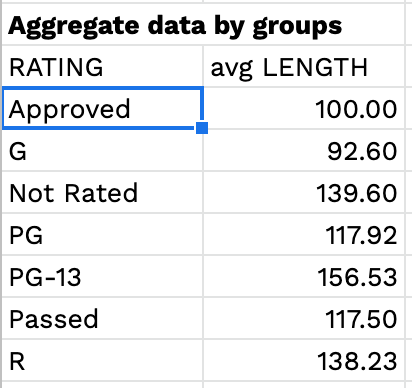 Aggregate data by groups
RATING avg LENGTH
Approved 100.00
G 92.60
Not Rated 139.60
PG 117.92
PG-13 156.53
Passed 117.50
R 138.23